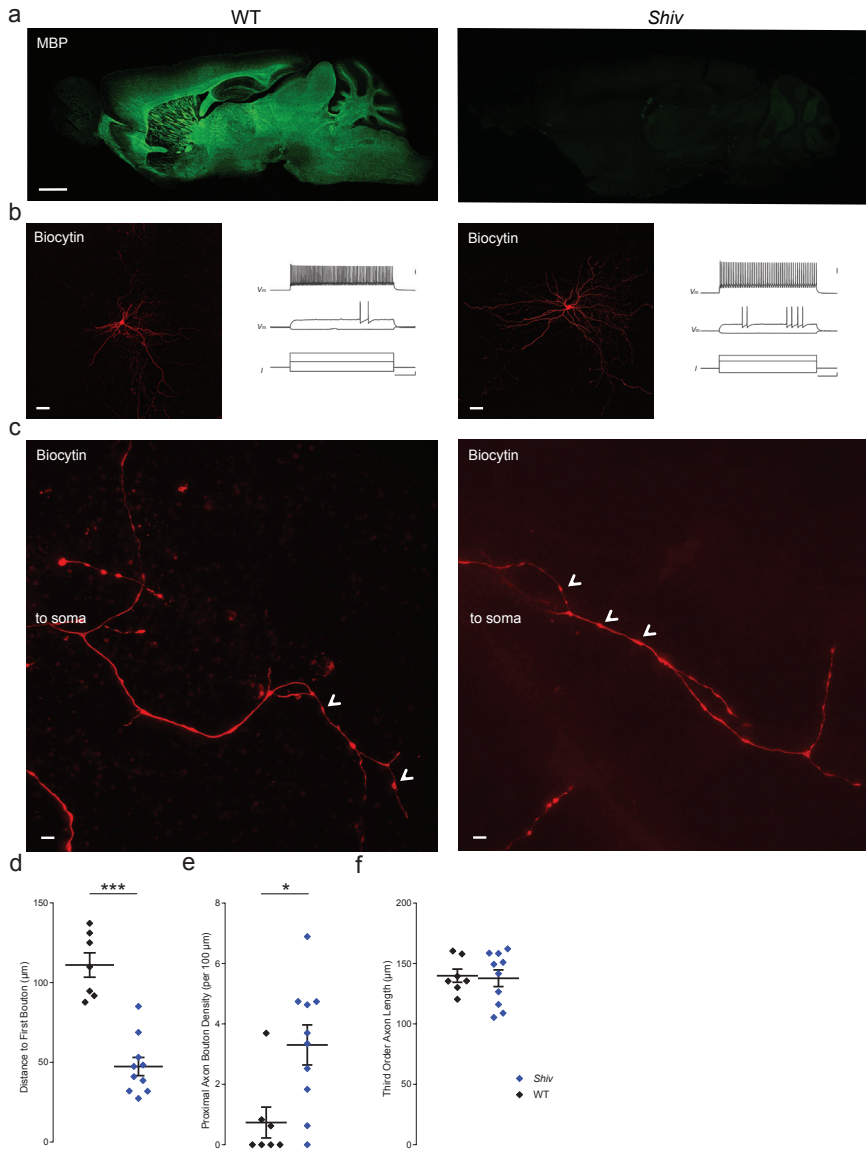 a
WT
Shiv
MBP
b
Biocytin
Vm
Vm
I
Biocytin
Vm
Vm
I
c
Biocytin
to soma
Biocytin
to soma
d
e
f
***
*
150
100
50
0
Distance to First Bouton (µm)
8
6
4
2
0
Proximal Axon Bouton Density (per 100 µm)
200
150
100
50
0
Third Order Axon Length (µm)
Shiv
WT